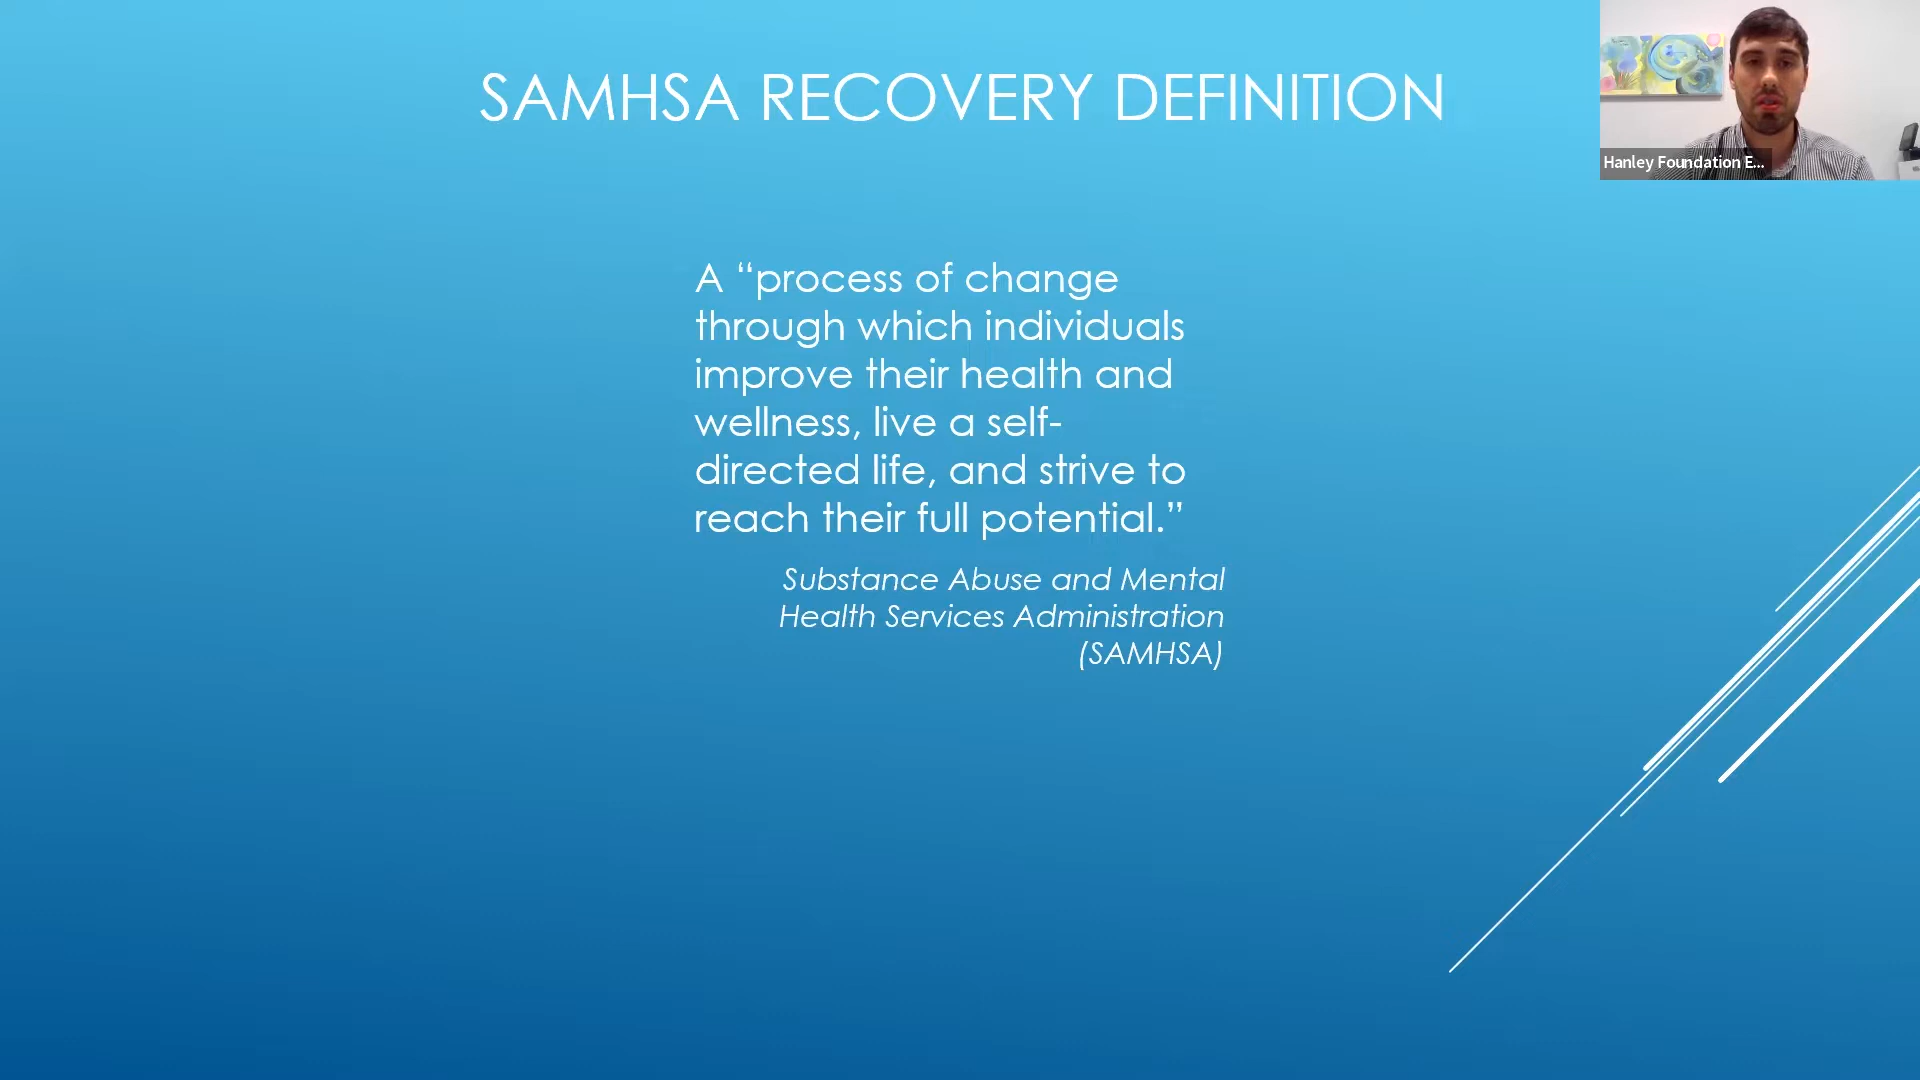 SAMHSA RECOVERY DEFINITION
Hanley Foundation E...
A “process of change
through which individuals
improve their health and
wellness, live a self-
directed life, and strive to
reach their full potential.”
Substance Abuse and Mental
Health Services Administration
(SAMHSA)